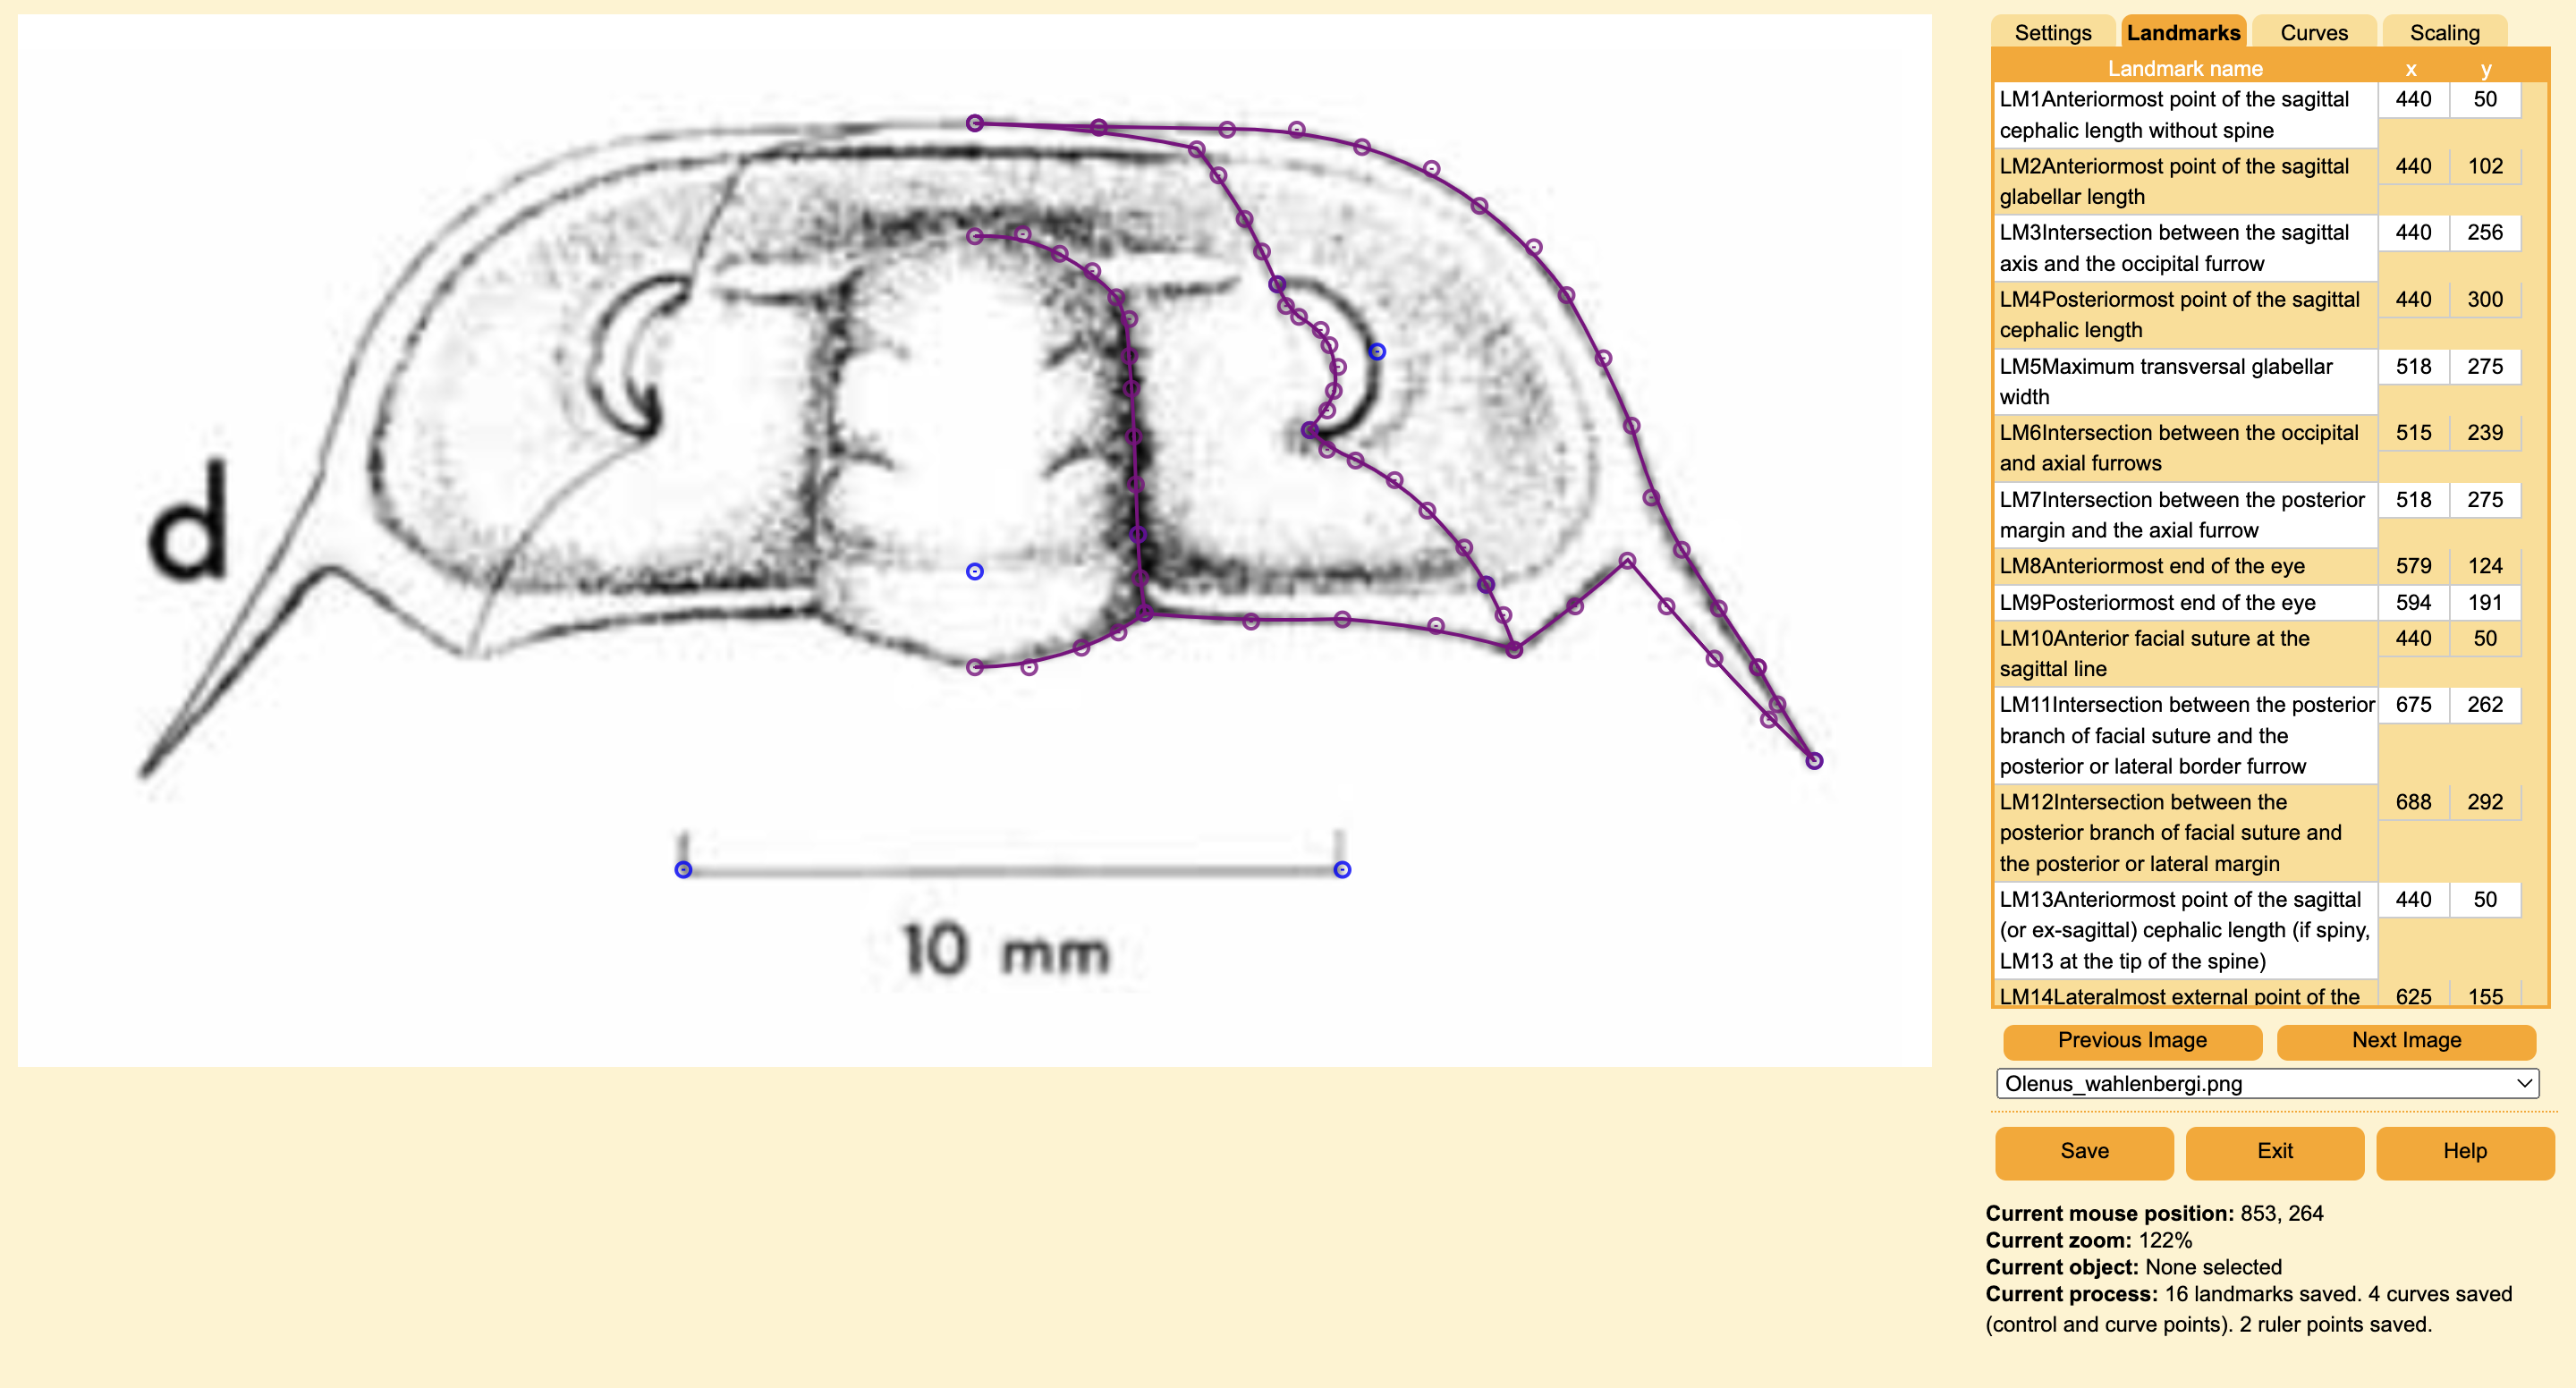 d
10 mm
Settings Landmarks Curves Scaling
Landmark name x y
LM1Anteriormost point of the sagittal 440 50
cephalic length without spine
LM2Anteriormost point of the sagittal 440 102
glabellar length
LM3Intersection between the sagittal 440 256
axis and the occipital furrow
LM4Posteriormost point of the sagittal 440 300
cephalic length
LM5Maximum transversal glabellar 518 275
width
LM6Intersection between the occipital 515 239
and axial furrows
LM7Intersection between the posterior 518 275
margin and the axial furrow
LM8Anteriormost end of the eye 579 124
LM9Posteriormost end of the eye 594 191
LM10Anterior facial suture at the 440 50
sagittal line
LM11Intersection between the posterior 675 262
branch of facial suture and the
posterior or lateral border furrow
LM12Intersection between the 688 292
posterior branch of facial suture and
the posterior or lateral margin
LM13Anteriormost point of the sagittal 440 50
(or ex-sagittal) cephalic length (if spiny,
LM13 at the tip of the spine)
LM14Lateralmost external point of the 625 155
Previous Image Next Image
Olenus_wahlenbergi.png
Save Exit Help
Current mouse position: 853, 264
Current zoom: 122%
Current object: None selected
Current process: 16 landmarks saved. 4 curves saved
(control and curve points). 2 ruler points saved.